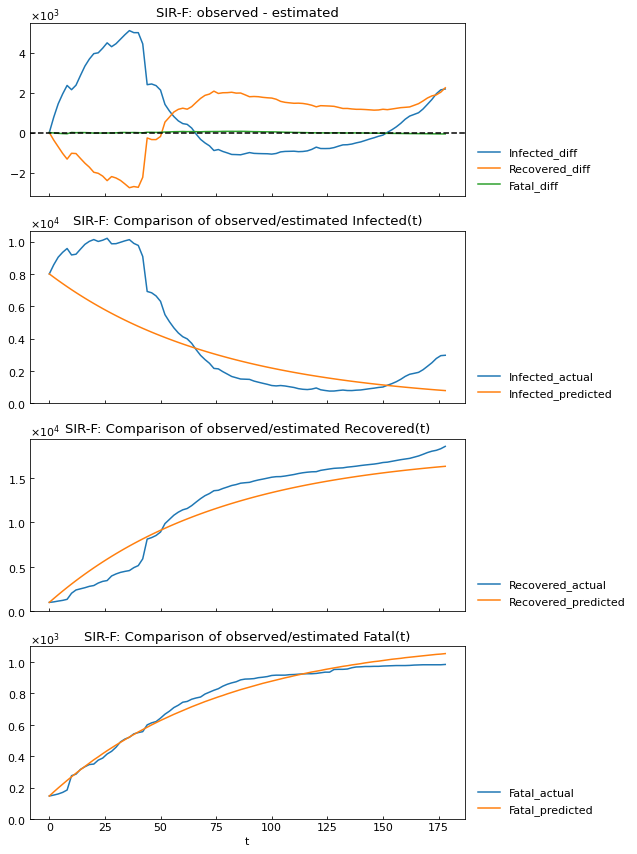 SIR-F: observed - estimated
×10³
4
2
0
−2
Infected_diff
Recovered_diff
Fatal_diff
SIR-F: Comparison of observed/estimated Infected(t)
×10⁴
1.0
0.8
0.6
0.4
0.2
0.0
Infected_actual
Infected_predicted
SIR-F: Comparison of observed/estimated Recovered(t)
×10⁴
1.5
1.0
0.5
0.0
Recovered_actual
Recovered_predicted
SIR-F: Comparison of observed/estimated Fatal(t)
×10³
1.0
0.8
0.6
0.4
0.2
0.0
Fatal_actual
Fatal_predicted
0 25 50 75 100 125 150 175
t